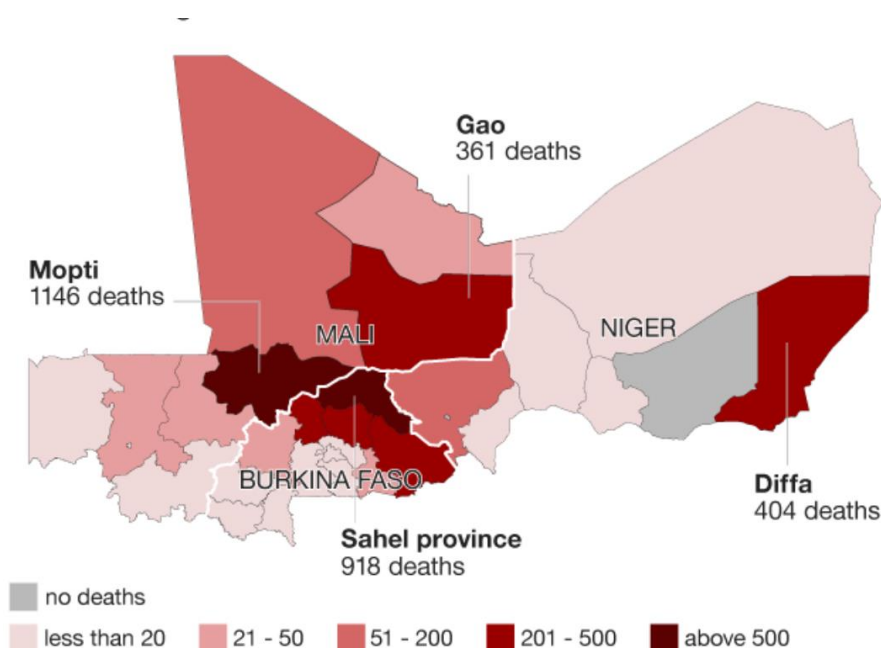 Gao
361 deaths
Mopti
1146 deaths
MALI
NIGER
BURKINA FASO
Diffa
404 deaths
Sahel province
918 deaths
no deaths
less than 20
21 - 50
51 - 200
201 - 500
above 500